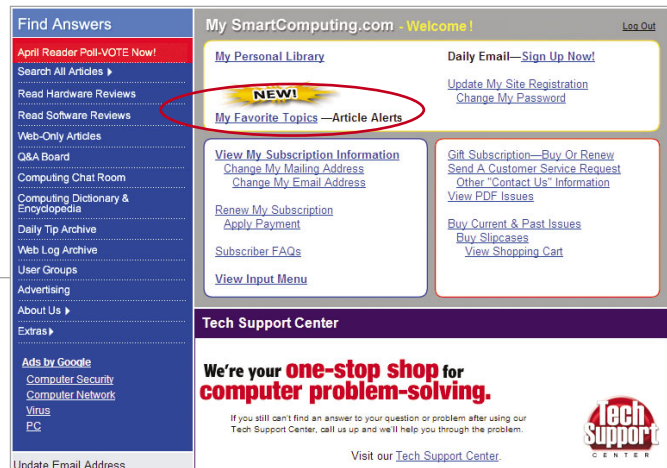 Find Answers
April Reader Poll-VOTE Now!
Search All Articles
Read Hardware Reviews
Read Software Reviews
Web-Only Articles
Q&A Board
Computing Chat Room
Computing Dictionary &
Encyclopedia
Daily Tip Archive
Web Log Archive
User Groups
Advertising
About Us
Extras
Ads by Google
Computer Security
Computer Network
Virus
PC
Update Email Address
My SmartComputing.com - Welcome!
Log Out
My Personal Library
NEW!
My Favorite Topics —Article Alerts
Daily Email—Sign Up Now!
Update My Site Registration
Change My Password
View My Subscription Information
Change My Mailing Address
Change My Email Address
Renew My Subscription
Apply Payment
Subscriber FAQs
View Input Menu
Gift Subscription—Buy Or Renew
Send A Customer Service Request
Other "Contact Us" Information
View PDF Issues
Buy Current & Past Issues
Buy Slipcases
View Shopping Cart
Tech Support Center
We're your one-stop shop for
computer problem-solving.
If you still can't find an answer to your question or problem after using our
Tech Support Center, call us up and we'll help you through the problem.
Visit our Tech Support Center.
Tech
Support
CENTER